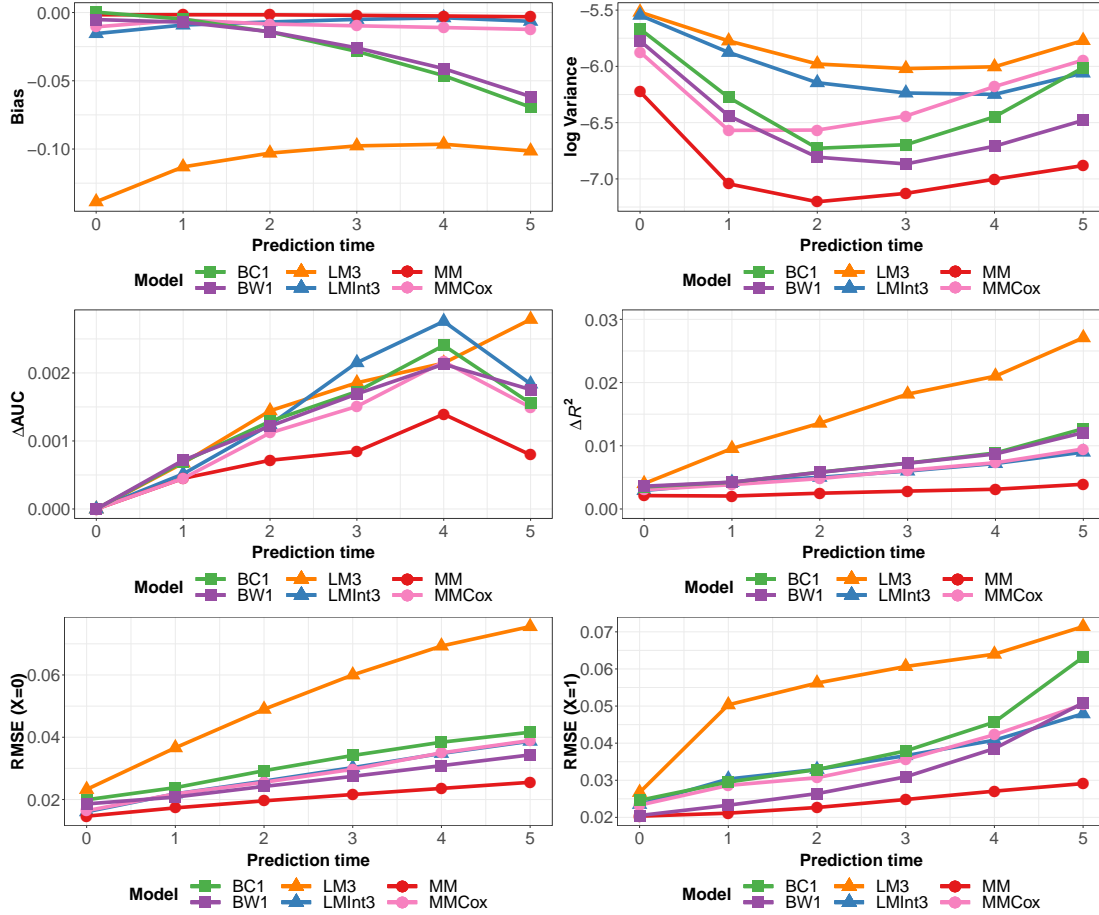 0.00
−0.05
−0.10
Bias
0 1 2 3 4 5
Prediction time
Model BC1 LM3 MM
BW1 LMInt3 MMCox
−5.5
−6.0
−6.5
−7.0
log Variance
0 1 2 3 4 5
Prediction time
Model BC1 LM3 MM
BW1 LMInt3 MMCox
0.002
0.001
0.000
ΔAUC
0 1 2 3 4 5
Prediction time
Model BC1 LM3 MM
BW1 LMInt3 MMCox
0.03
0.02
0.01
0.00
ΔR²
0 1 2 3 4 5
Prediction time
Model BC1 LM3 MM
BW1 LMInt3 MMCox
0.06
0.04
0.02
RMSE (X=0)
0 1 2 3 4 5
Prediction time
Model BC1 LM3 MM
BW1 LMInt3 MMCox
0.07
0.06
0.05
0.04
0.03
0.02
RMSE (X=1)
0 1 2 3 4 5
Prediction time
Model BC1 LM3 MM
BW1 LMInt3 MMCox